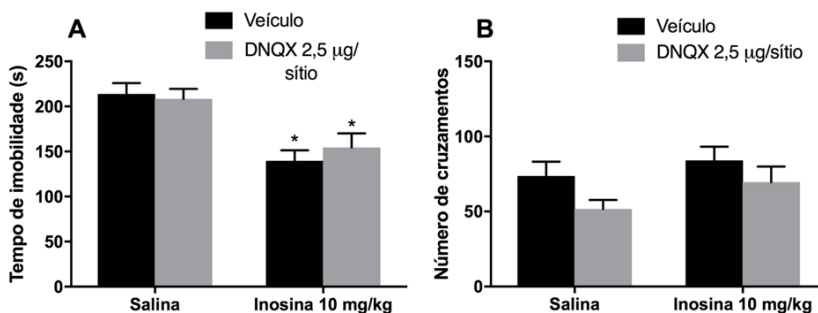 A
Veículo
DNQX 2,5 μg/
sítio
Tempo de imobilidade (s)
250
200
150
100
50
0
*
*
Salina
Inosina 10 mg/kg
B
Veículo
DNQX 2,5 μg/sítio
Número de cruzamentos
150
100
50
0
Salina
Inosina 10 mg/kg